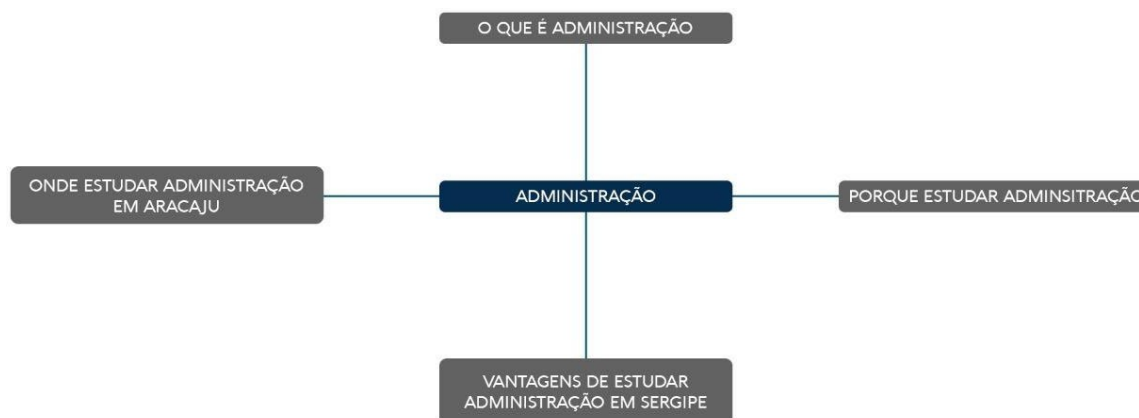 O QUE É ADMINISTRAÇÃO
ONDE ESTUDAR ADMINISTRAÇÃO
EM ARACAJU
ADMINISTRAÇÃO
PORQUE ESTUDAR ADMINSITRAÇÃO
VANTAGENS DE ESTUDAR
ADMINISTRAÇÃO EM SERGIPE